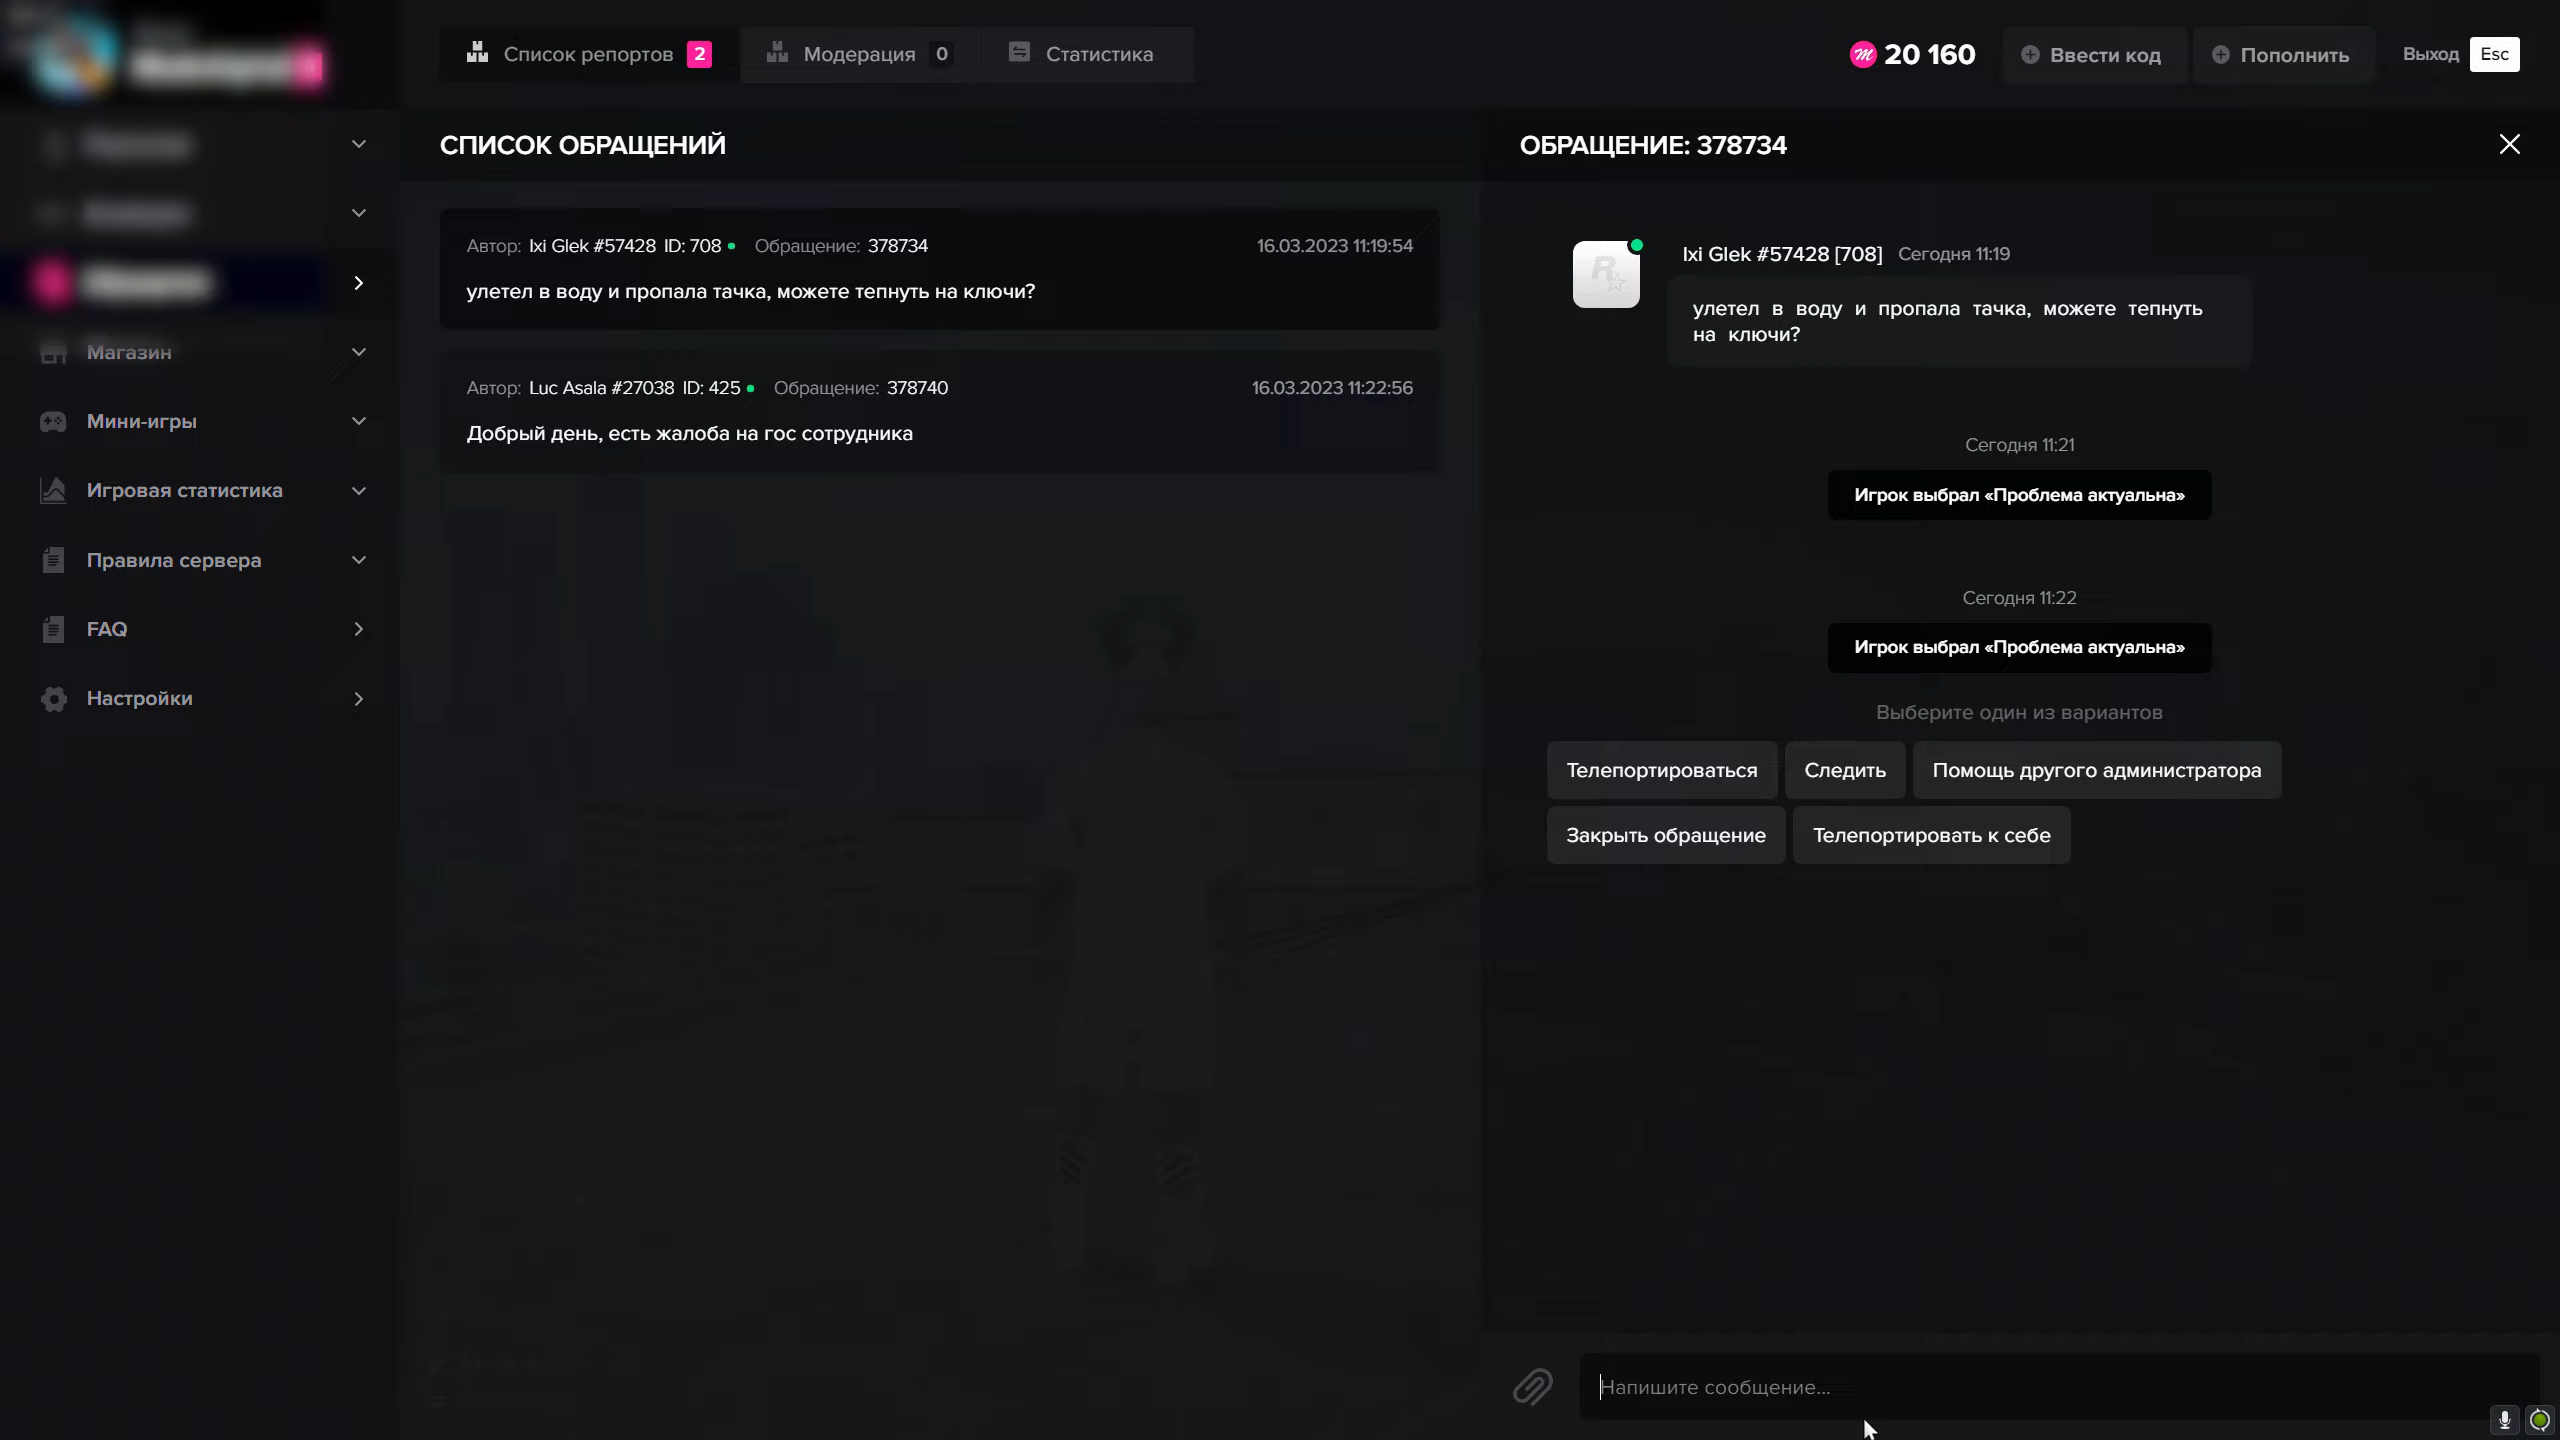 Список репортов 2
Модерация 0
Статистика
20 160
Ввести код
Пополнить
Выход Esc
Магазин
Мини-игры
Игровая статистика
Правила сервера
FAQ
Настройки
СПИСОК ОБРАЩЕНИЙ
Автор: Ixi Glek #57428 ID: 708 Обращение: 378734 16.03.2023 11:19:54
улетел в воду и пропала тачка, можете тепнуть на ключи?
Автор: Luc Asala #27038 ID: 425 Обращение: 378740 16.03.2023 11:22:56
Добрый день, есть жалоба на гос сотрудника
ОБРАЩЕНИЕ: 378734
Ixi Glek #57428 [708] Сегодня 11:19
улетел в воду и пропала тачка, можете тепнуть
на ключи?
Сегодня 11:21
Игрок выбрал «Проблема актуальна»
Сегодня 11:22
Игрок выбрал «Проблема актуальна»
Выберите один из вариантов
Телепортироваться
Следить
Помощь другого администратора
Закрыть обращение
Телепортировать к себе
Напишите сообщение...